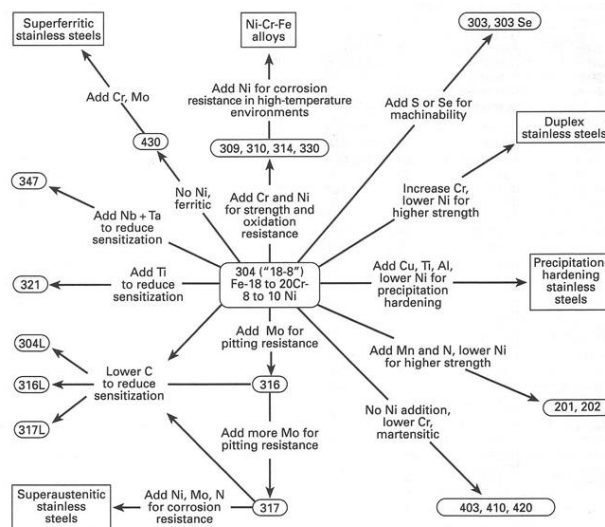 Superferritic
stainless steels
Ni-Cr-Fe
alloys
303, 303 Se
Add Cr, Mo
Add Ni for corrosion
resistance in high-temperature
environments
Add S or Se for
machinability
Duplex
stainless steels
430
309, 310, 314, 330
347
No Ni,
ferritic
Add Cr and Ni
for strength and
oxidation
resistance
Increase Cr,
lower Ni for
higher strength
Add Nb + Ta
to reduce
sensitization
321
Add Ti
to reduce
sensitization
304 ("18-8")
Fe-18 to 20Cr-
8 to 10 Ni
Add Cu, Ti, Al,
lower Ni for
precipitation
hardening
Precipitation-
hardening
stainless
steels
304L
316L
317L
Lower C
to reduce
sensitization
Add Mo for
pitting resistance
316
Add Mn and N, lower Ni
for higher strength
201, 202
No Ni addition,
lower Cr,
martensitic
Add more Mo for
pitting resistance
403, 410, 420
Superaustenitic
stainless
steels
Add Ni, Mo, N
for corrosion
resistance
317